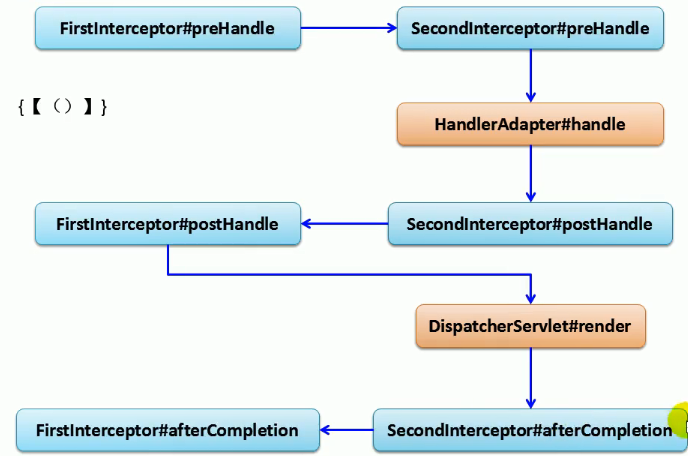 FirstInterceptor#preHandle
SecondInterceptor#preHandle
{【（）】}
HandlerAdapter#handle
FirstInterceptor#postHandle
SecondInterceptor#postHandle
DispatcherServlet#render
FirstInterceptor#afterCompletion
SecondInterceptor#afterCompletion